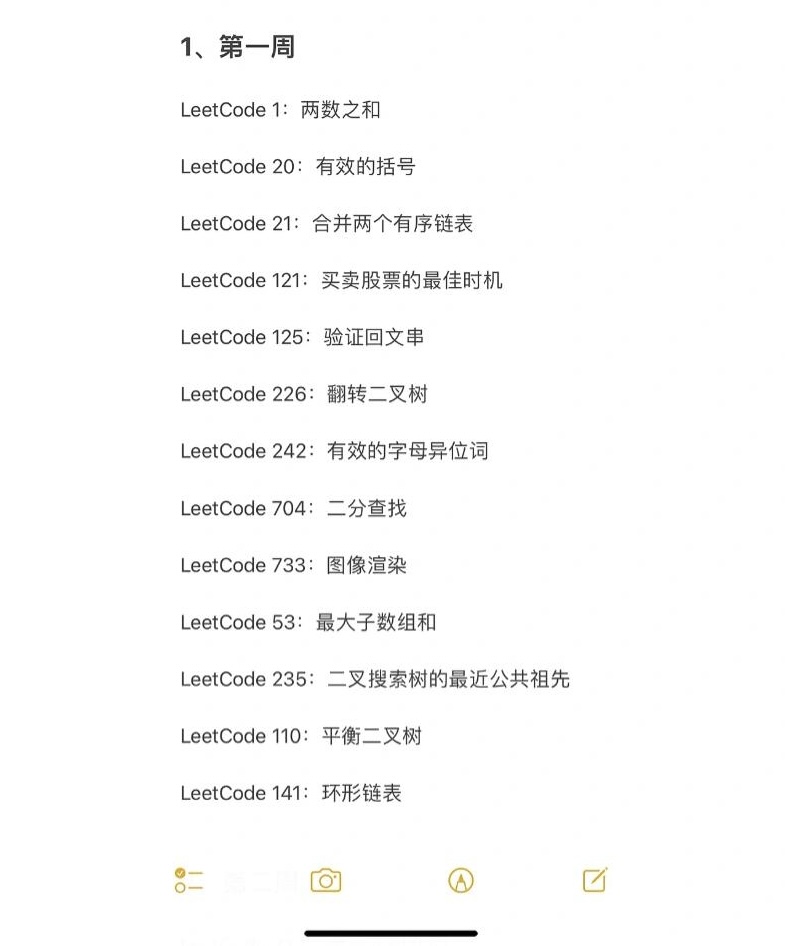 1、第一周
LeetCode 1：两数之和
LeetCode 20：有效的括号
LeetCode 21：合并两个有序链表
LeetCode 121：买卖股票的最佳时机
LeetCode 125：验证回文串
LeetCode 226：翻转二叉树
LeetCode 242：有效的字母异位词
LeetCode 704：二分查找
LeetCode 733：图像渲染
LeetCode 53：最大子数组和
LeetCode 235：二叉搜索树的最近公共祖先
LeetCode 110：平衡二叉树
LeetCode 141：环形链表